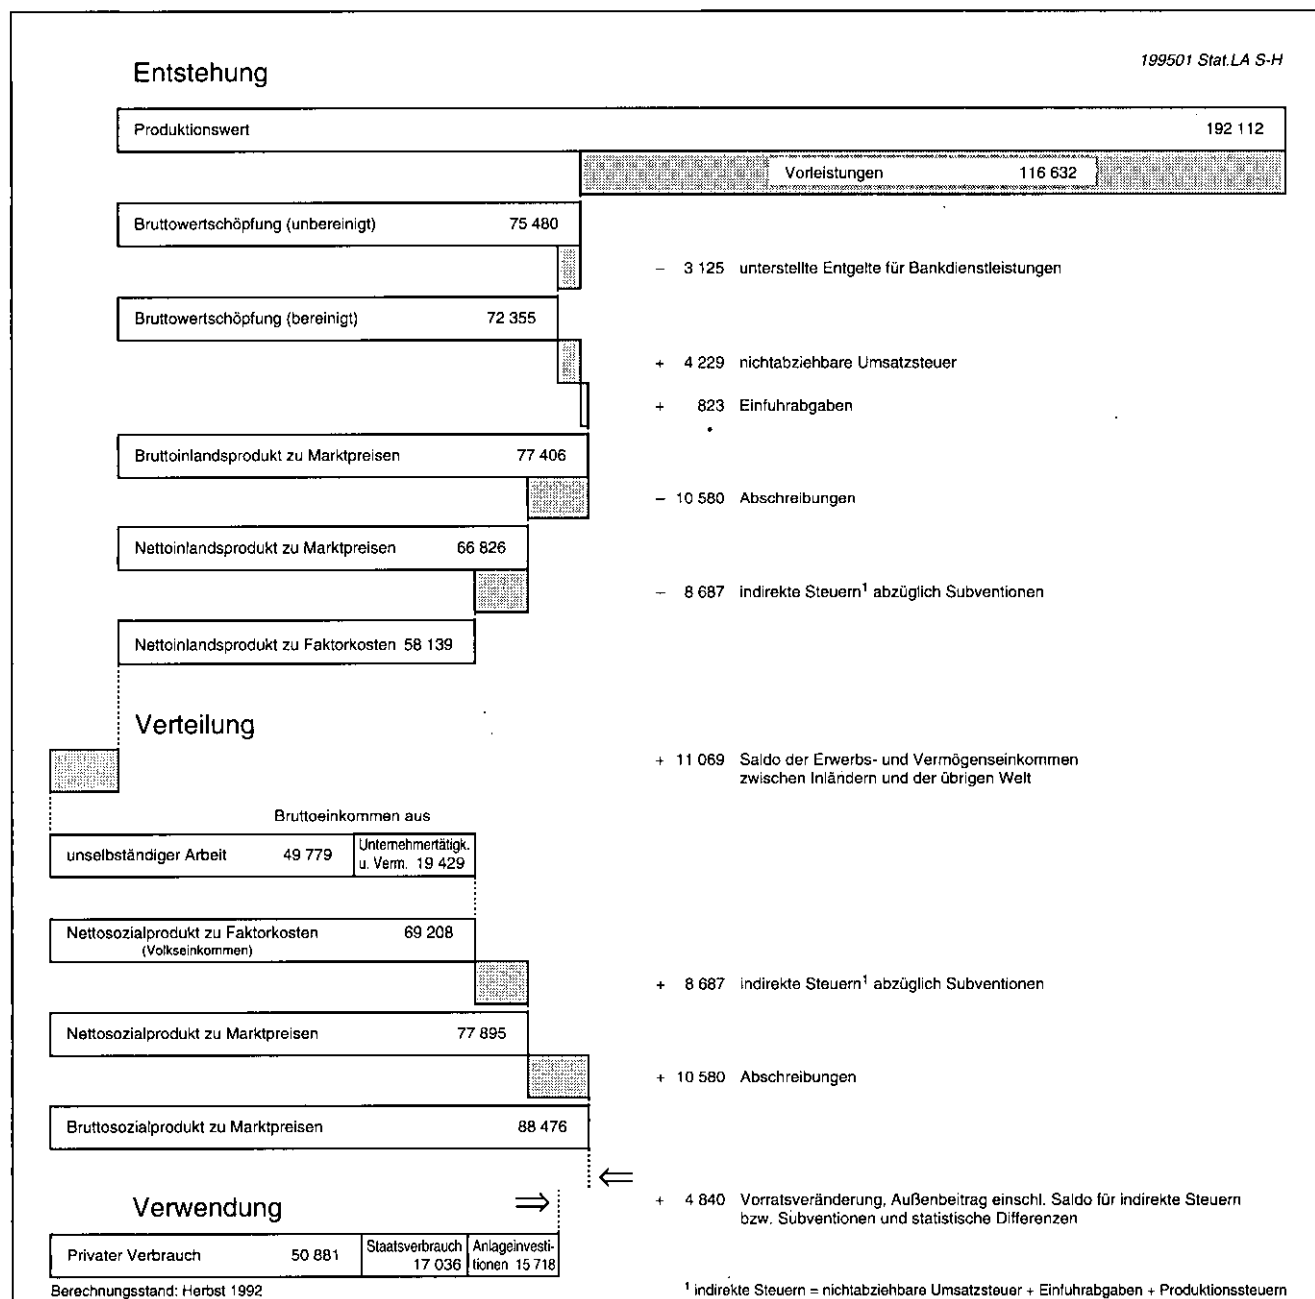 199501 Stat.LA S-H
Entstehung
Produktionswert 192 112
Vorleistungen 116 632
Bruttowertschöpfung (unbereinigt) 75 480
– 3 125 unterstellte Entgelte für Bankdienstleistungen
Bruttowertschöpfung (bereinigt) 72 355
+ 4 229 nichtabziehbare Umsatzsteuer
+ 823 Einfuhrabgaben
Bruttoinlandsprodukt zu Marktpreisen 77 406
– 10 580 Abschreibungen
Nettoinlandsprodukt zu Marktpreisen 66 826
– 8 687 indirekte Steuern¹ abzüglich Subventionen
Nettoinlandsprodukt zu Faktorkosten 58 139
Verteilung
+ 11 069 Saldo der Erwerbs- und Vermögenseinkommen
zwischen Inländern und der übrigen Welt
Bruttoeinkommen aus
unselbständiger Arbeit 49 779
Unternehmertätigk.
u. Verm. 19 429
Nettosozialprodukt zu Faktorkosten 69 208
(Volkseinkommen)
+ 8 687 indirekte Steuern¹ abzüglich Subventionen
Nettosozialprodukt zu Marktpreisen 77 895
+ 10 580 Abschreibungen
Bruttosozialprodukt zu Marktpreisen 88 476
Verwendung
+ 4 840 Vorratsveränderung, Außenbeitrag einschl. Saldo für indirekte Steuern
bzw. Subventionen und statistische Differenzen
Privater Verbrauch 50 881
Staatsverbrauch
17 036
Anlageinvesti-
tionen 15 718
Berechnungsstand: Herbst 1992
¹ indirekte Steuern = nichtabziehbare Umsatzsteuer + Einfuhrabgaben + Produktionssteuern